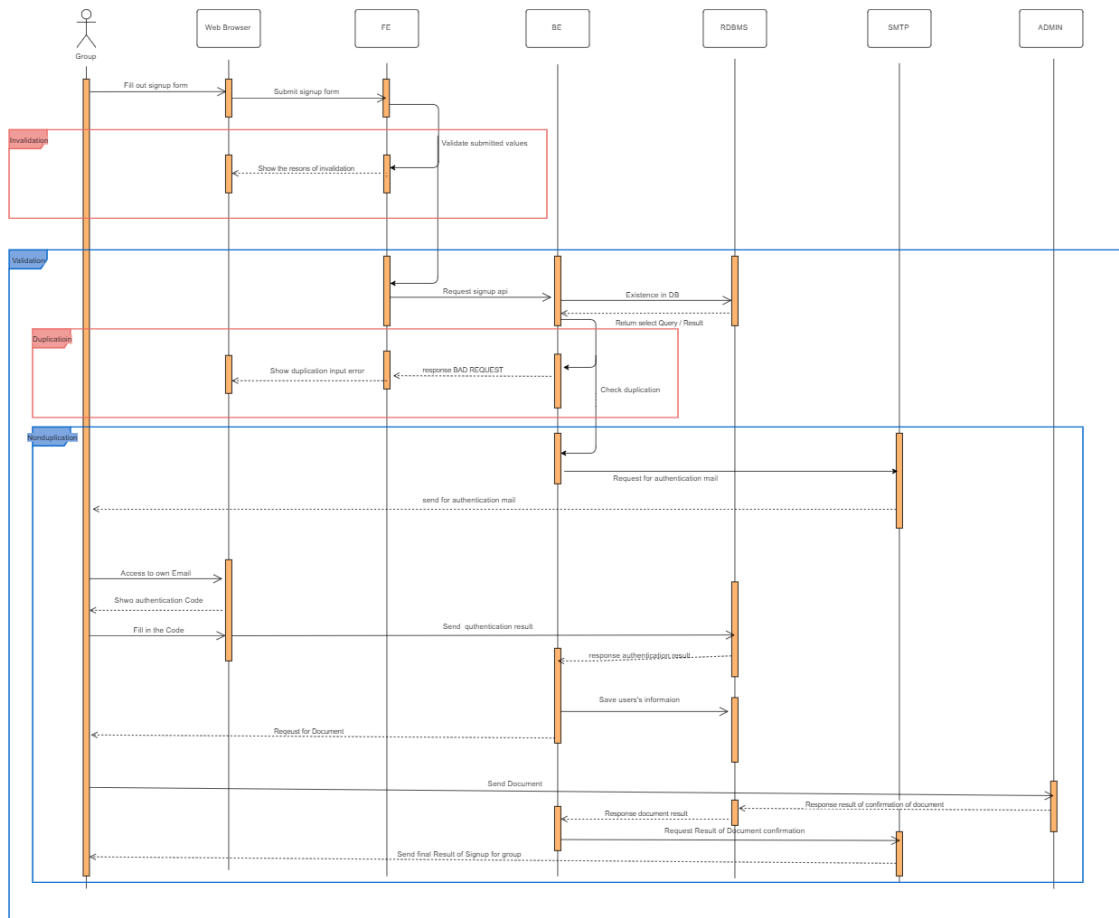 Web Browser
FE
BE
RDBMS
SMTP
ADMIN
Group
Fill out signup form
Submit signup form
Invalidation
Validate submitted values
Show the resons of invalidation
Validation
Request signup api
Existence in DB
Return select Query / Result
Duplicatioin
Show duplication input error
response BAD REQUEST
Check duplication
Nonduplication
Request for authentication mail
send for authentication mail
Access to own Email
Shwo authentication Code
Fill in the Code
Send quthentication result
response authentication result
Save users's informaion
Reqeust for Document
Send Document
Response result of confirmation of document
Response document result
Request Result of Document confirmation
Send final Result of Signup for group